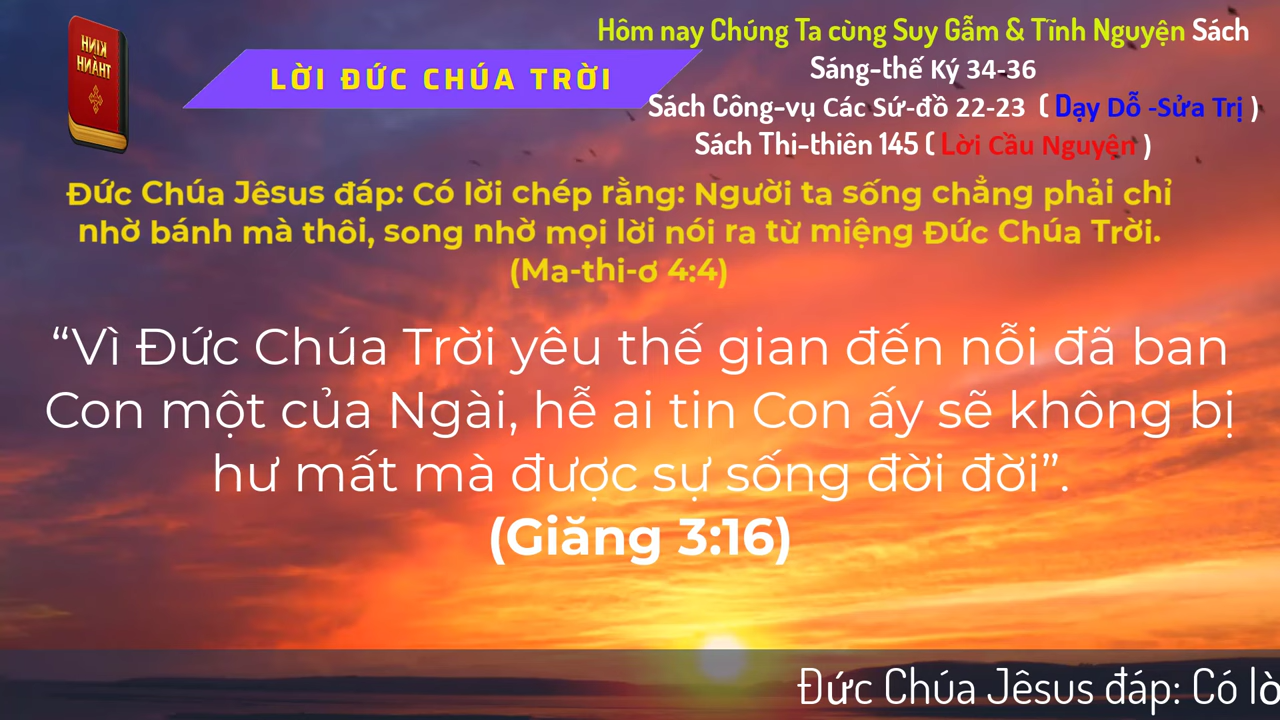 KINH
THÁNH
LỜI ĐỨC CHÚA TRỜI
Hôm nay Chúng Ta cùng Suy Gẫm & Tĩnh Nguyện Sách
Sáng-thế Ký 34-36
Sách Công-vụ Các Sứ-đồ 22-23 ( Dạy Dỗ -Sửa Trị )
Sách Thi-thiên 145 ( Lời Cầu Nguyện )
Đức Chúa Jêsus đáp: Có lời chép rằng: Người ta sống chẳng phải chỉ
nhờ bánh mà thôi, song nhờ mọi lời nói ra từ miệng Đức Chúa Trời.
(Ma-thi-ơ 4:4)
“Vì Đức Chúa Trời yêu thế gian đến nỗi đã ban
Con một của Ngài, hễ ai tin Con ấy sẽ không bị
hư mất mà được sự sống đời đời”.
(Giăng 3:16)
Đức Chúa Jêsus đáp: Có lờ